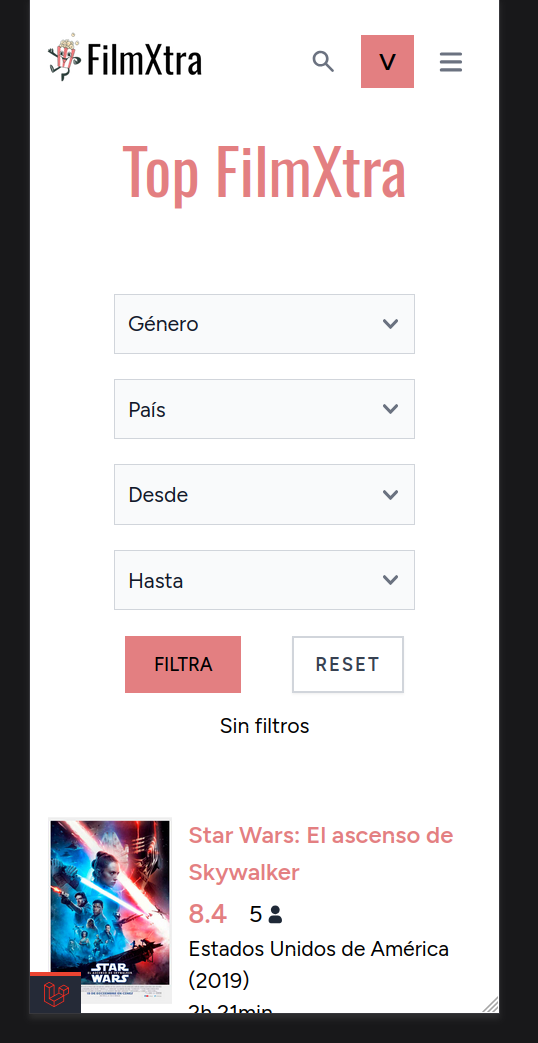 FilmXtra
V
Top FilmXtra
Género
País
Desde
Hasta
FILTRA
RESET
Sin filtros
Star Wars: El ascenso de
Skywalker
8.4 5
Estados Unidos de América
(2019)
2h 21min
STAR
WARS